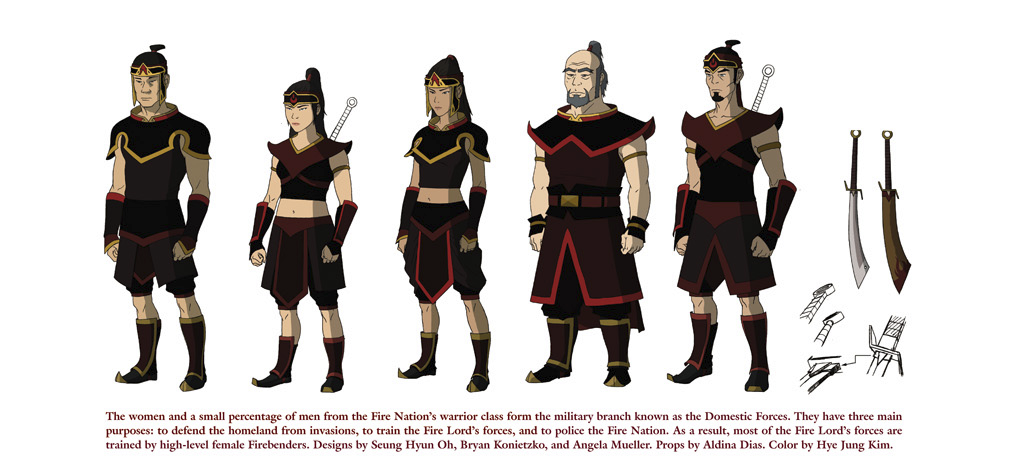 The women and a small percentage of men from the Fire Nation's warrior class form the military branch known as the Domestic Forces. They have three main
purposes: to defend the homeland from invasions, to train the Fire Lord's forces, and to police the Fire Nation. As a result, most of the Fire Lord's forces are
trained by high-level female Firebenders. Designs by Seung Hyun Oh, Bryan Konietzko, and Angela Mueller. Props by Aldina Dias. Color by Hye Jung Kim.